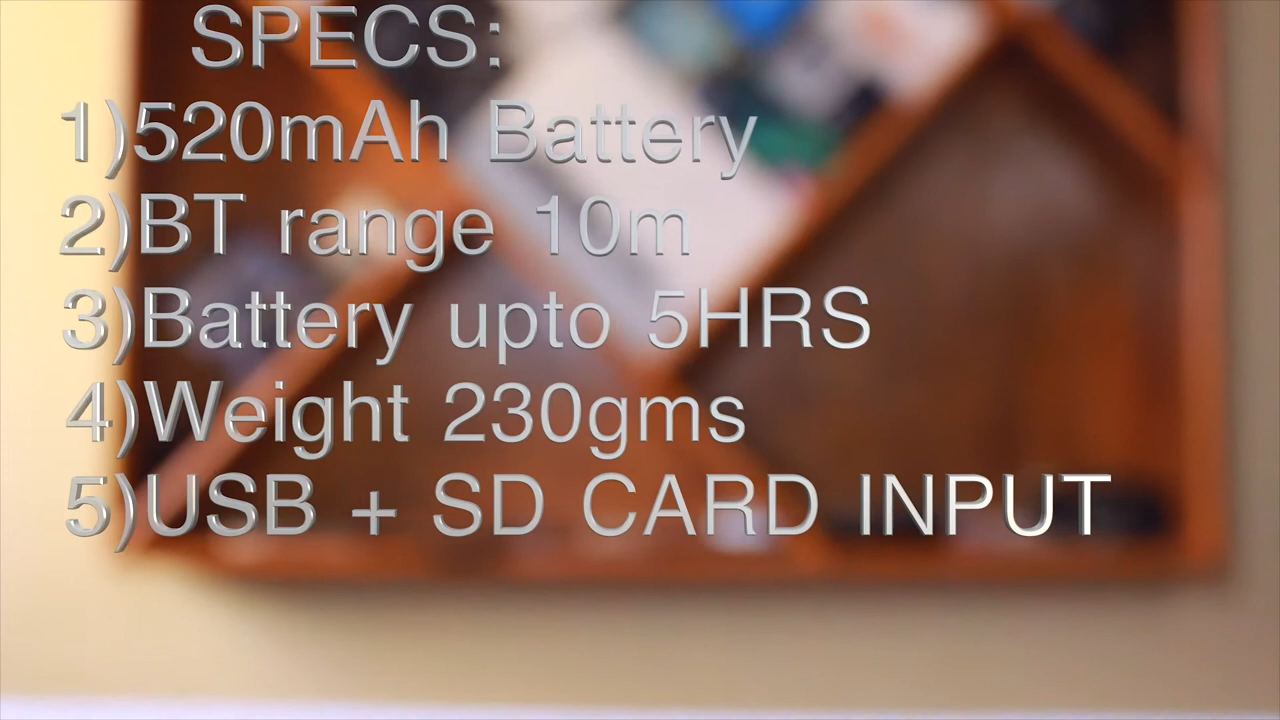 SPECS:
1)520mAh Battery
2)BT range 10m
3)Battery upto 5HRS
4)Weight 230gms
5)USB + SD CARD INPUT